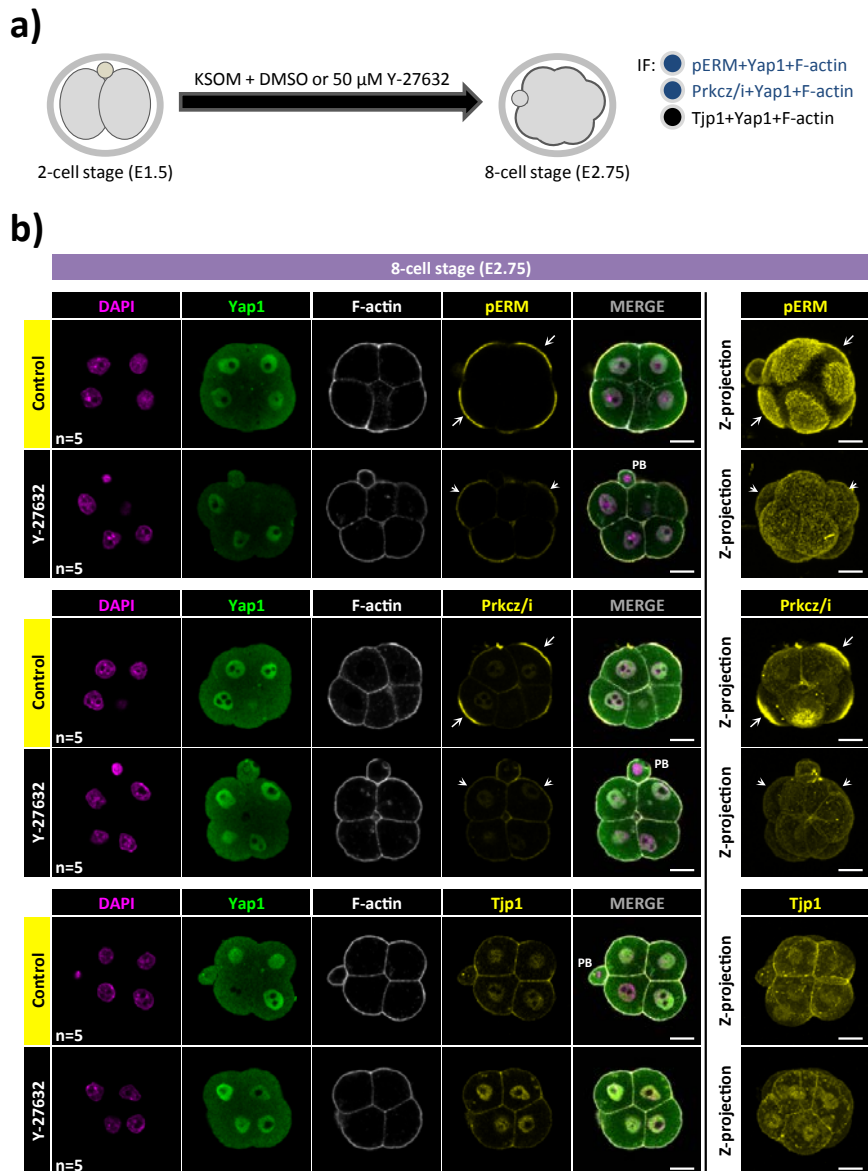 a)
KSOM + DMSO or 50 µM Y-27632
2-cell stage (E1.5)
8-cell stage (E2.75)
IF:
pERM+Yap1+F-actin
Prkcz/i+Yap1+F-actin
Tjp1+Yap1+F-actin
b)
8-cell stage (E2.75)
DAPI Yap1 F-actin pERM MERGE pERM
Control
n=5
Z-projection
Y-27632
n=5
PB
Z-projection
DAPI Yap1 F-actin Prkcz/i MERGE Prkcz/i
Control
n=5
Z-projection
Y-27632
n=5
PB
Z-projection
DAPI Yap1 F-actin Tjp1 MERGE Tjp1
Control
n=5
PB
Z-projection
Y-27632
n=5
Z-projection